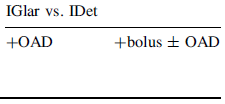 IGlar vs. IDet
+OAD +bolus ± OAD